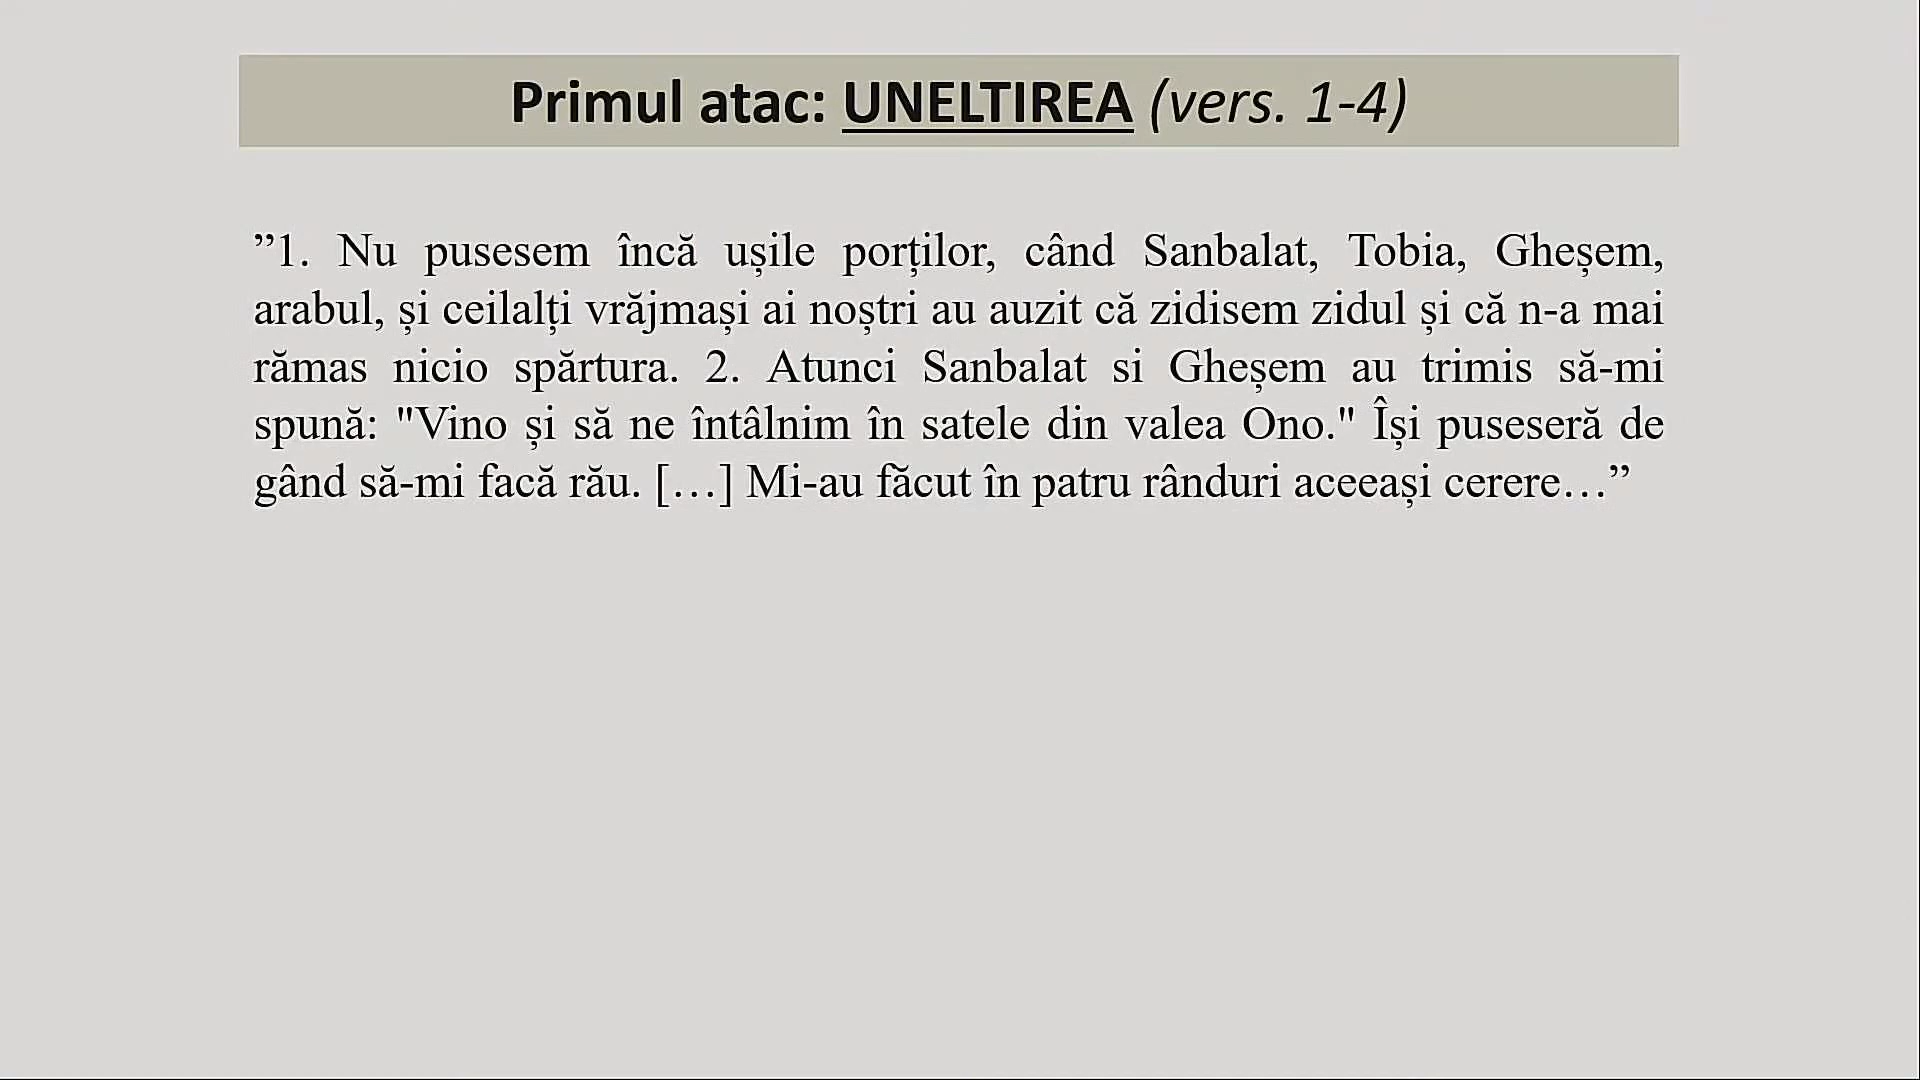 Primul atac: UNELTIREA (vers. 1-4)
”1. Nu pusesem încă ușile porților, când Sanbalat, Tobia, Gheșem,
arabul, și ceilalți vrăjmași ai noștri au auzit că zidisem zidul și că n-a mai
rămas nicio spărtura. 2. Atunci Sanbalat si Gheșem au trimis să-mi
spună: "Vino și să ne întâlnim în satele din valea Ono." Își puseseră de
gând să-mi facă rău. […] Mi-au făcut în patru rânduri aceeași cerere…”